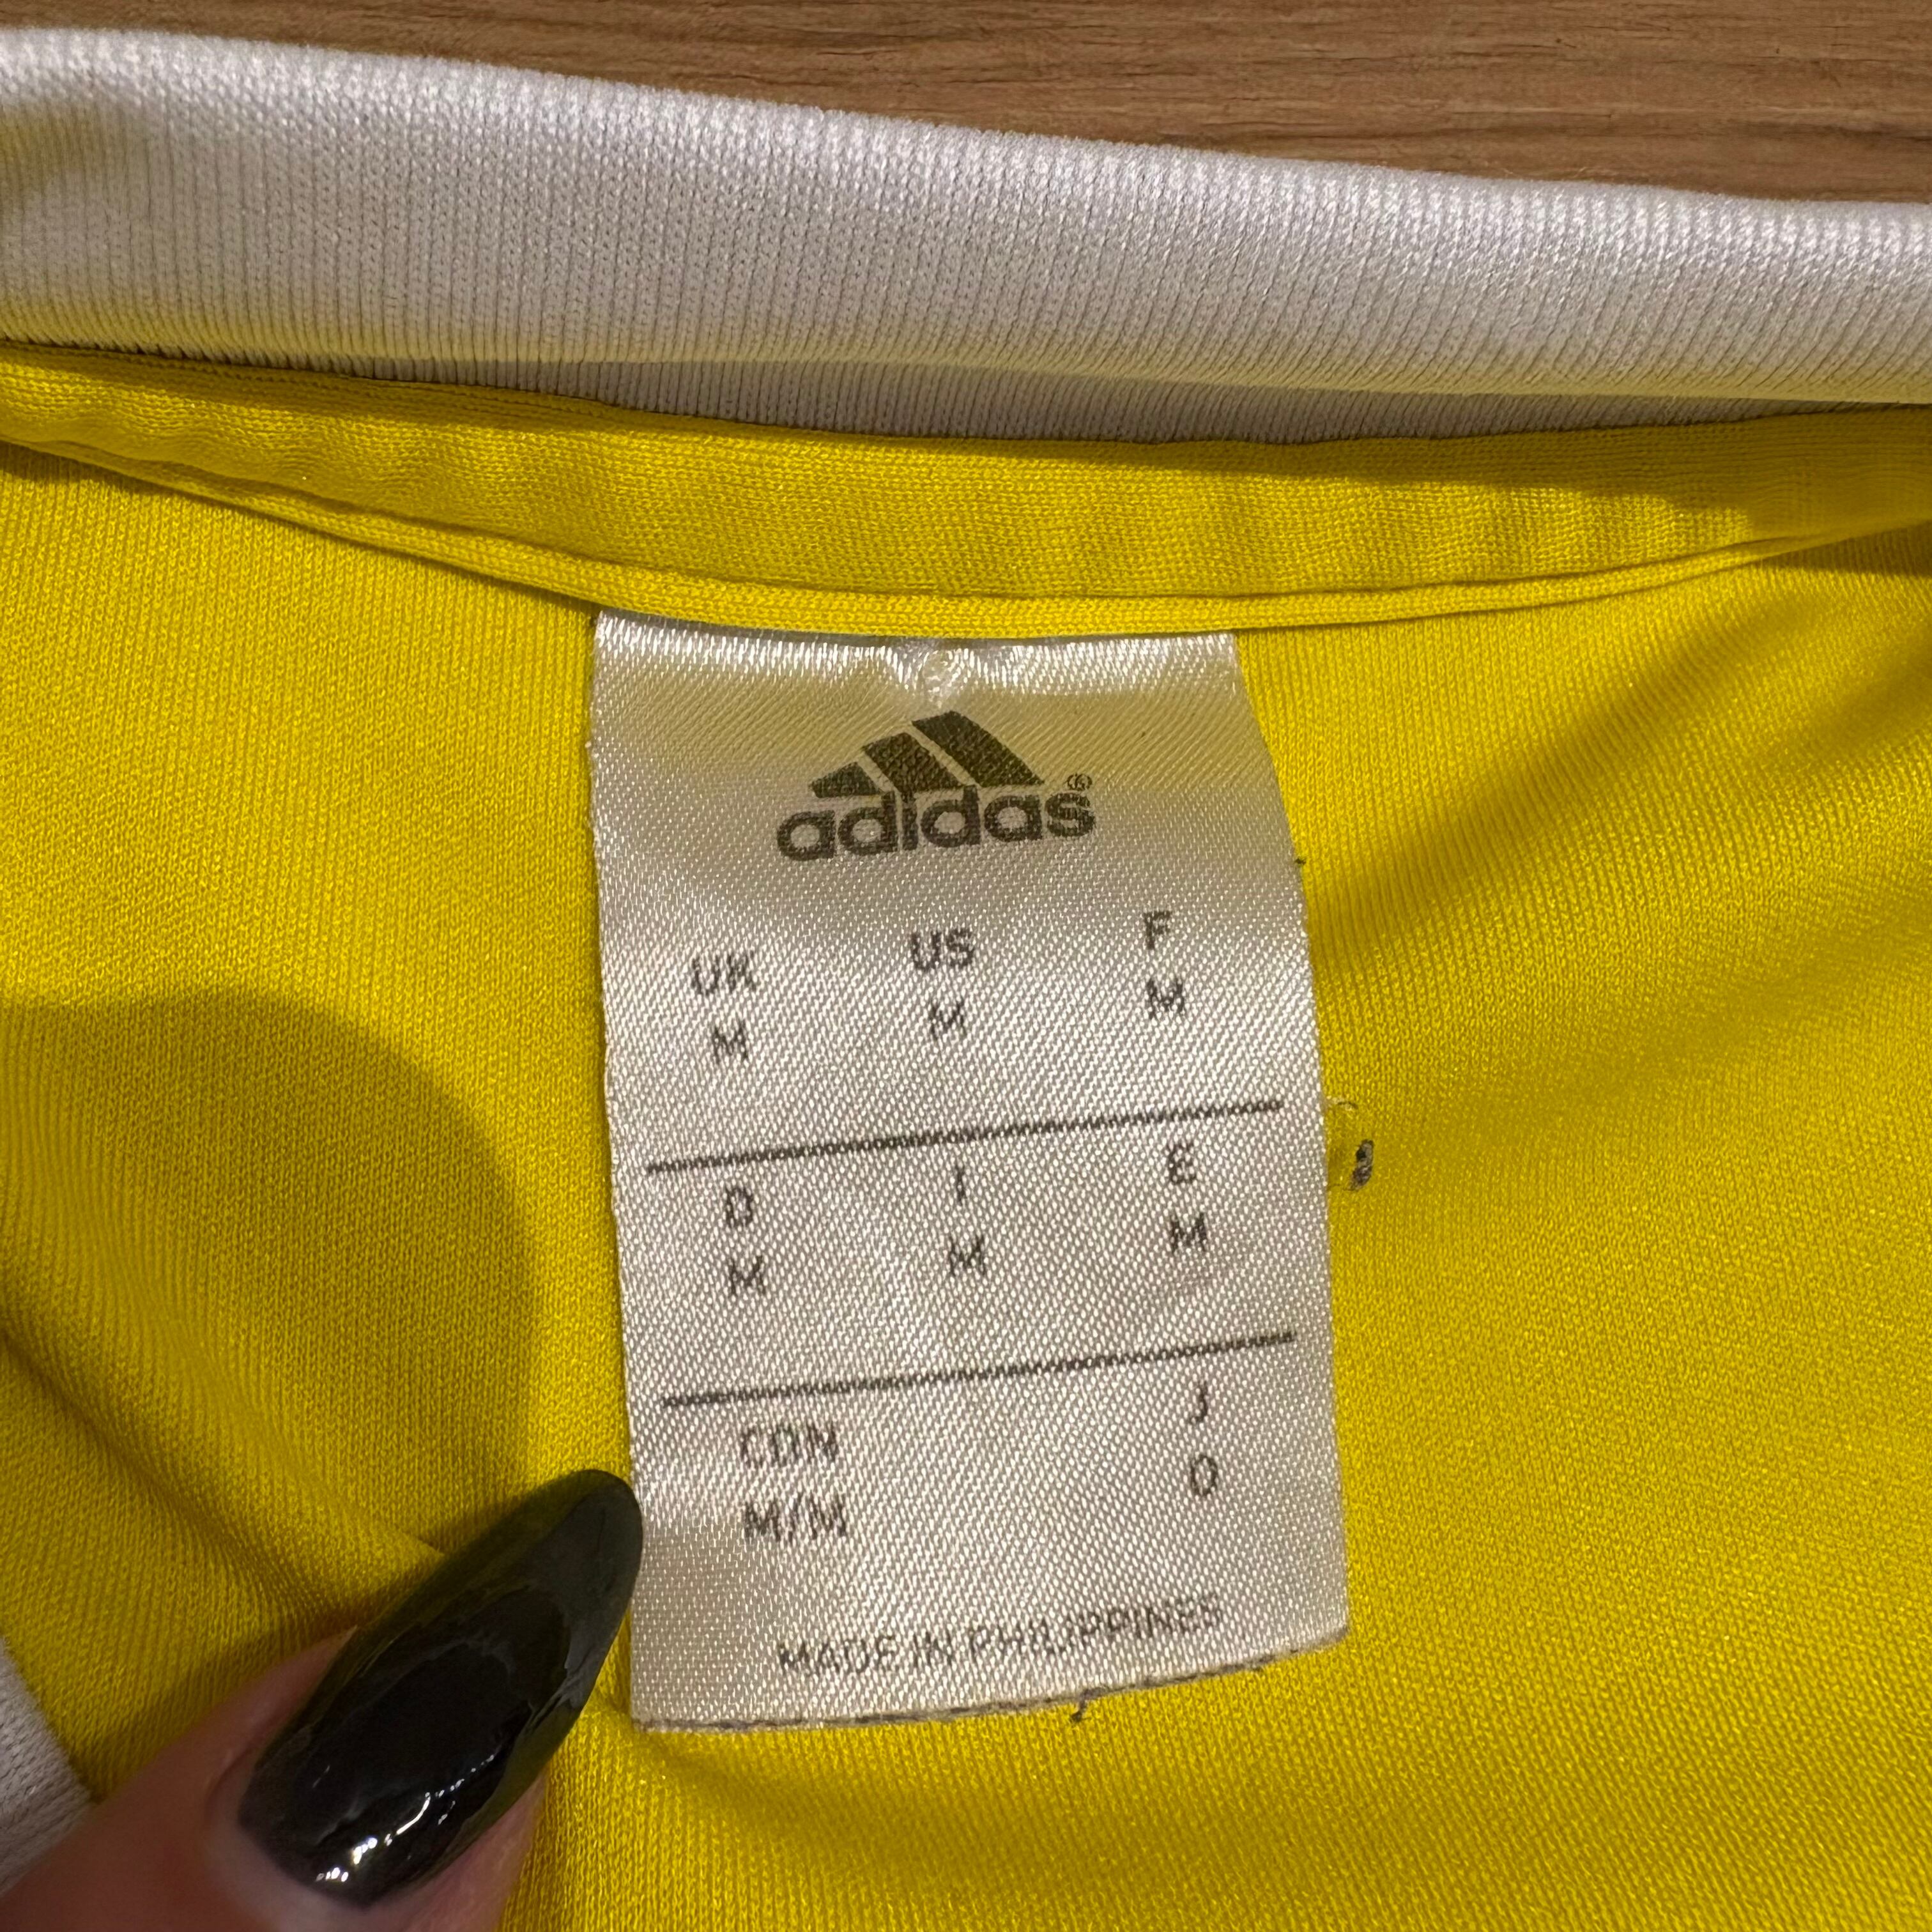 adidas®
UK US F
M M M
D I E
M M M
CDN J
M/M O
MADE IN PHILIPPINES